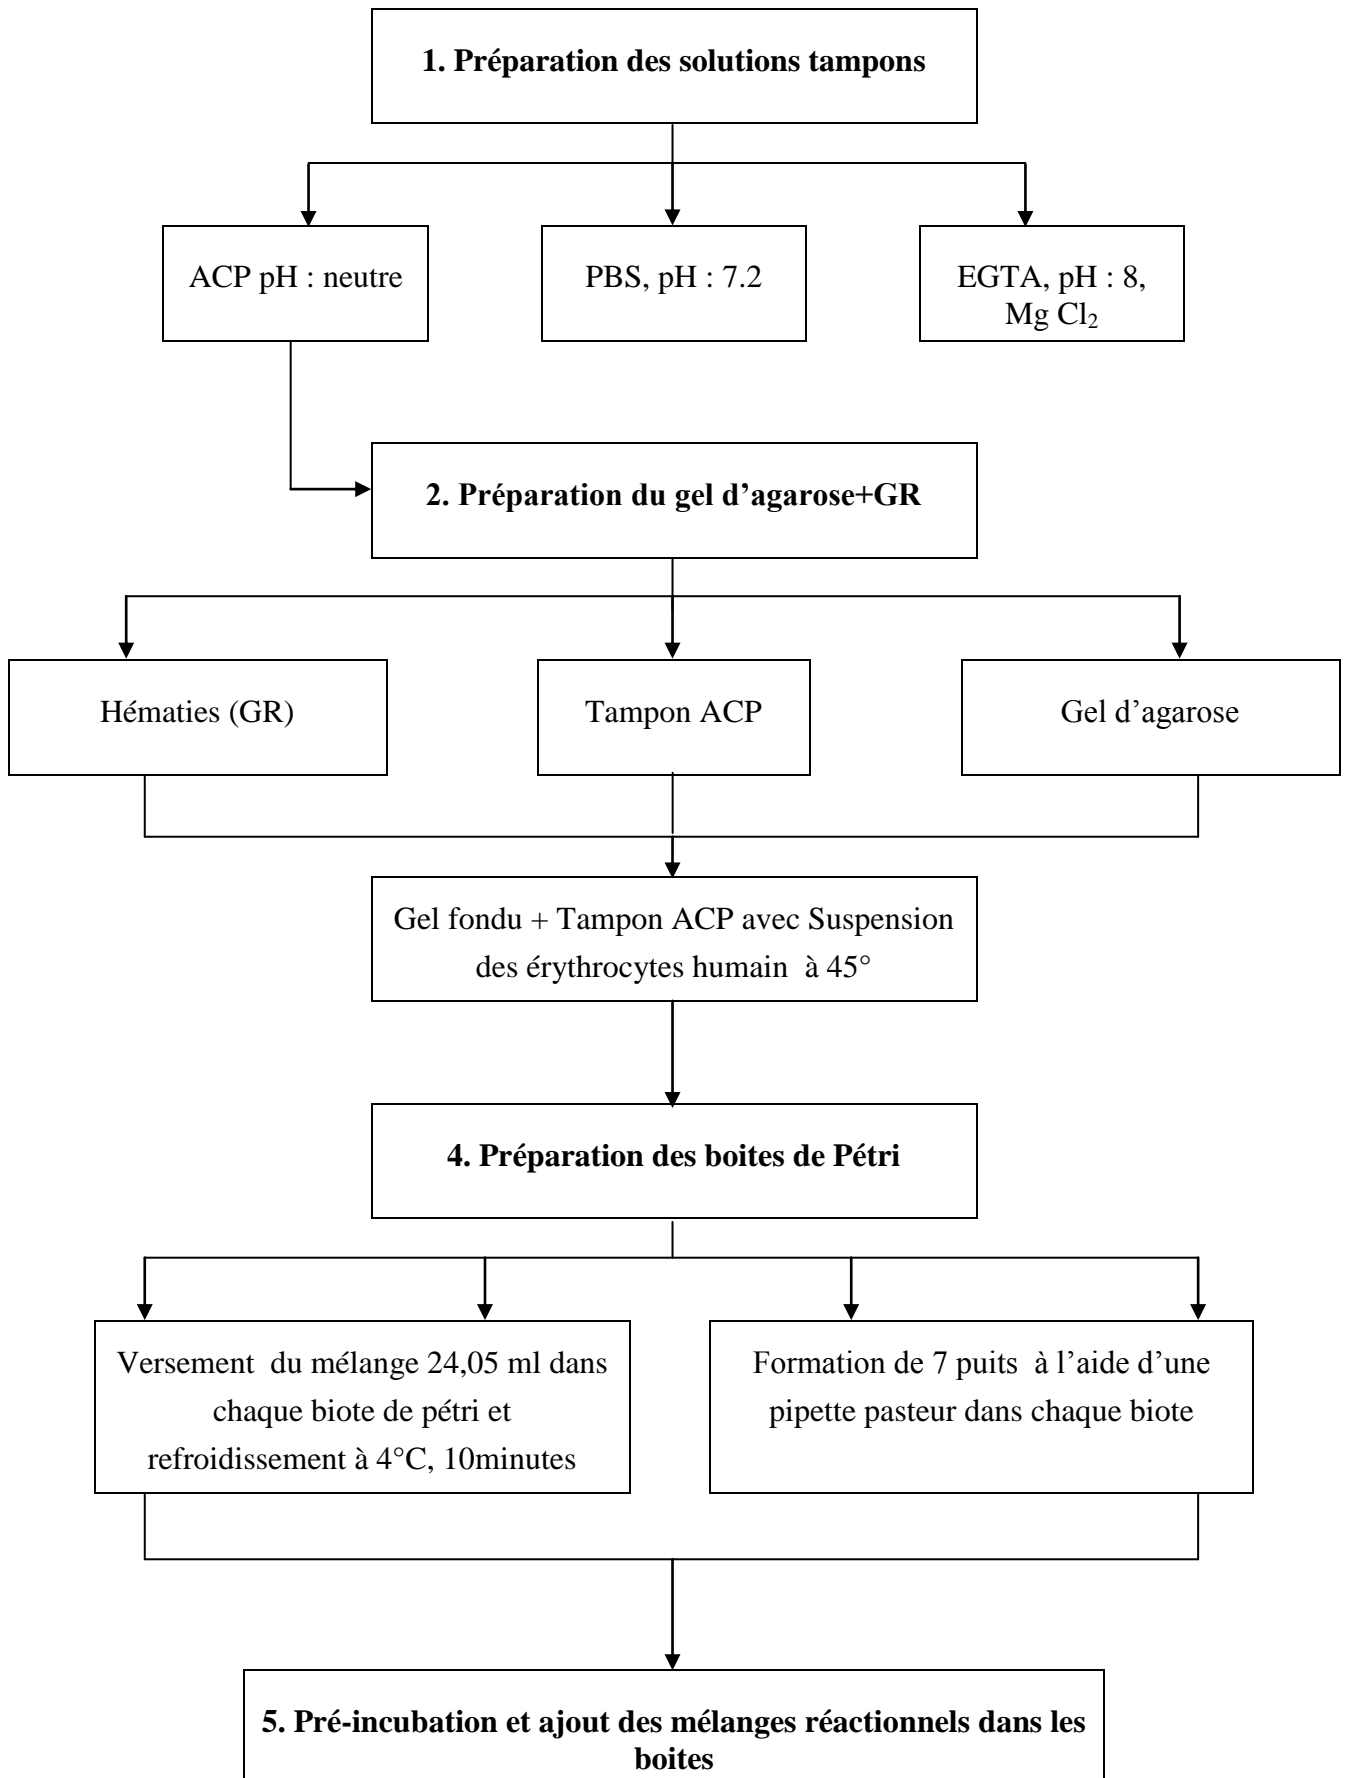 1. Préparation des solutions tampons
ACP pH : neutre
PBS, pH : 7.2
EGTA, pH : 8,
Mg Cl₂
2. Préparation du gel d’agarose+GR
Hématies (GR)
Tampon ACP
Gel d’agarose
Gel fondu + Tampon ACP avec Suspension
des érythrocytes humain à 45°
4. Préparation des boites de Pétri
Versement du mélange 24,05 ml dans
chaque biote de pétri et
refroidissement à 4°C, 10minutes
Formation de 7 puits à l’aide d’une
pipette pasteur dans chaque biote
5. Pré-incubation et ajout des mélanges réactionnels dans les
boites